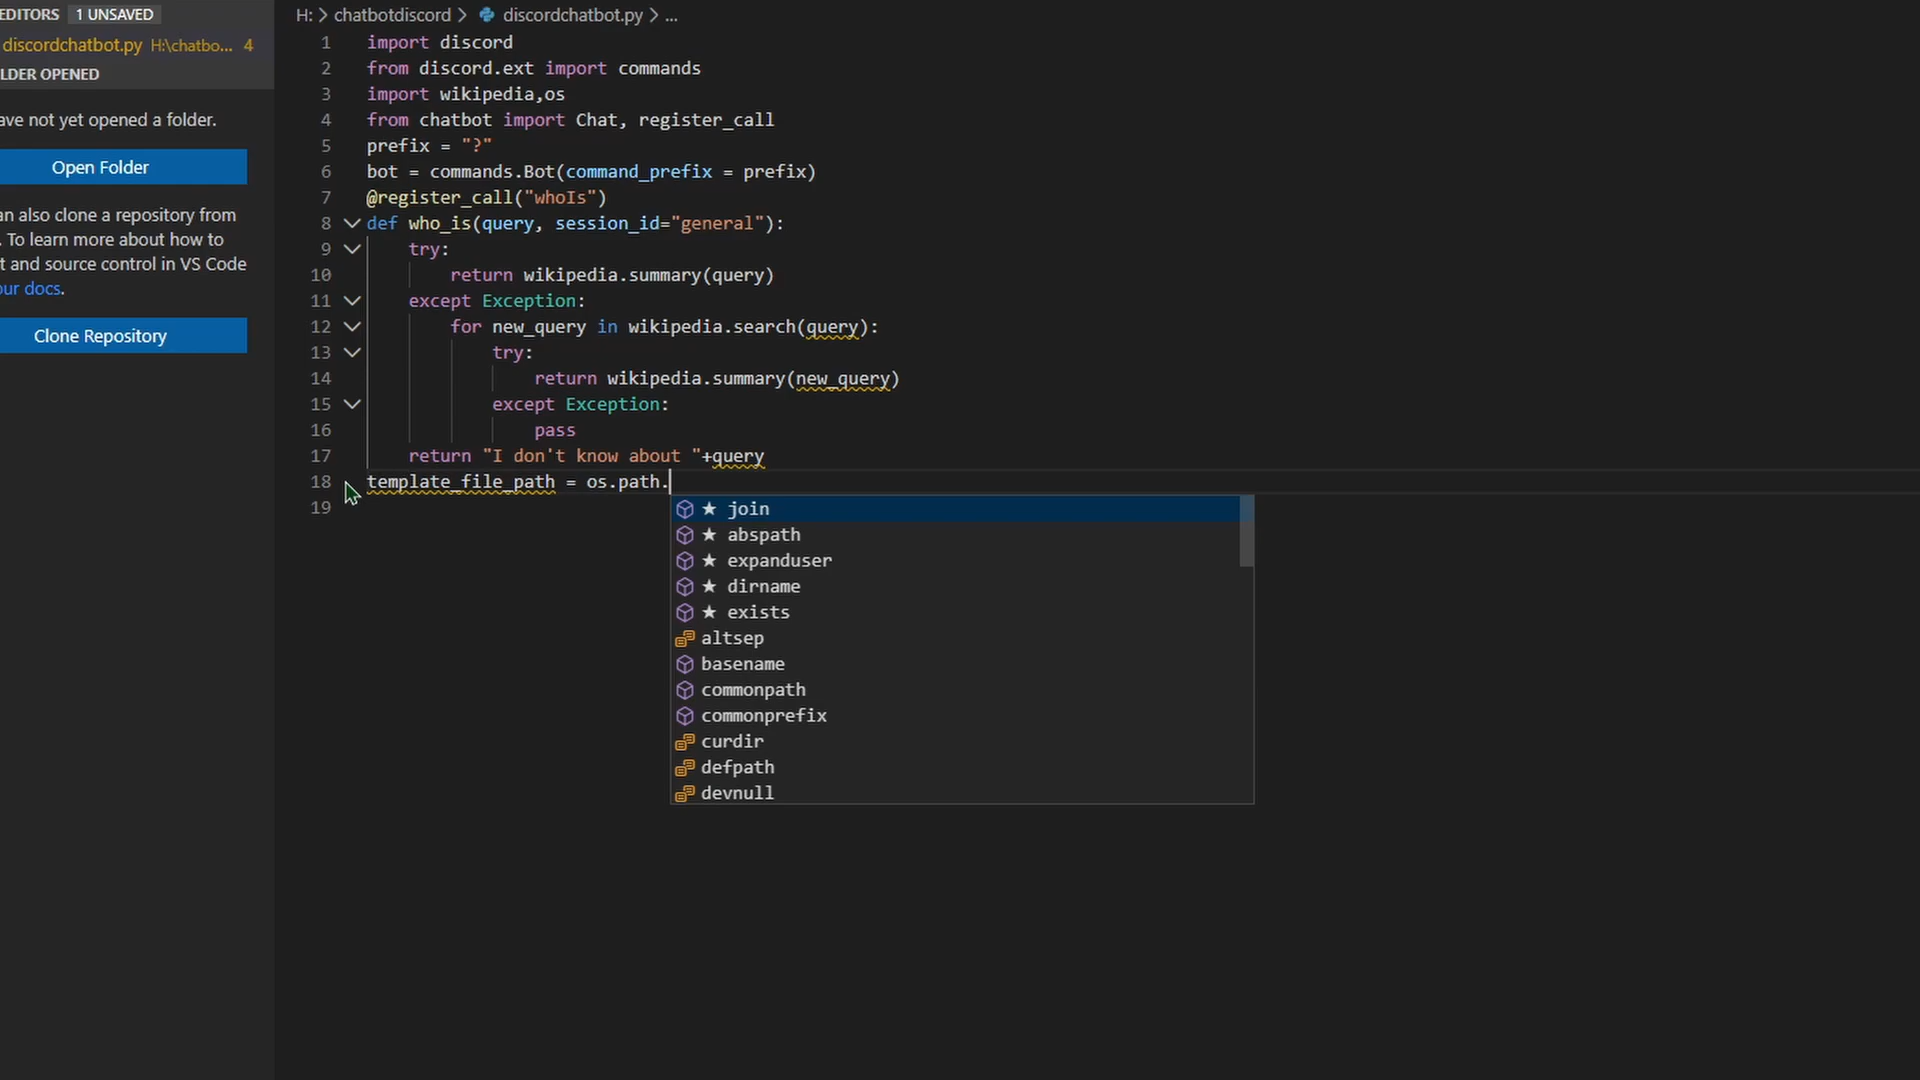 EDITORS 1 UNSAVED
discordchatbot.py H:\chatbo... 4
LDER OPENED
ave not yet opened a folder.
Open Folder
an also clone a repository from
. To learn more about how to
t and source control in VS Code
our docs.
Clone Repository
H: > chatbotdiscord > discordchatbot.py > ...
1 import discord
2 from discord.ext import commands
3 import wikipedia,os
4 from chatbot import Chat, register_call
5 prefix = "?"
6 bot = commands.Bot(command_prefix = prefix)
7 @register_call("whoIs")
8 def who_is(query, session_id="general"):
9 try:
10 return wikipedia.summary(query)
11 except Exception:
12 for new_query in wikipedia.search(query):
13 try:
14 return wikipedia.summary(new_query)
15 except Exception:
16 pass
17 return "I don't know about "+query
18 template_file_path = os.path.
19
★ join
★ abspath
★ expanduser
★ dirname
★ exists
altsep
basename
commonpath
commonprefix
curdir
defpath
devnull